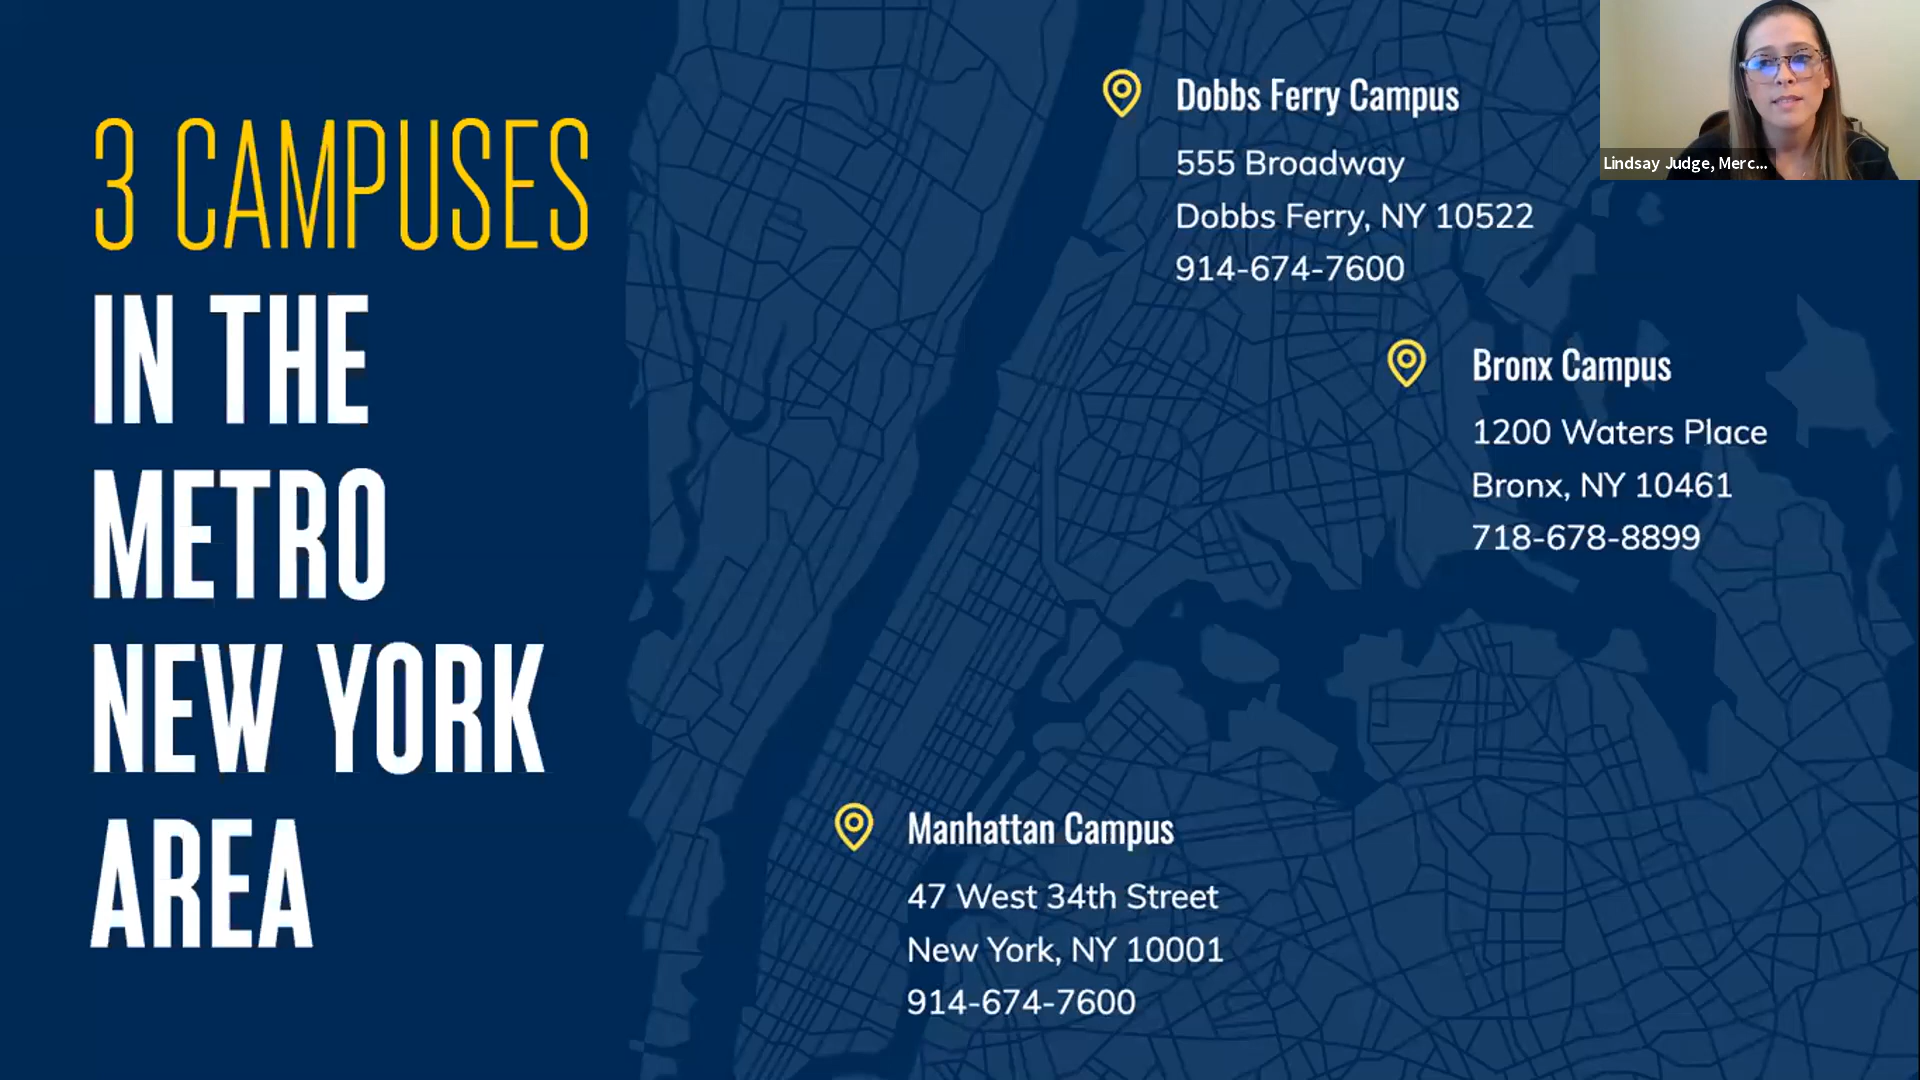 3 CAMPUSES
IN THE
METRO
NEW YORK
AREA
Dobbs Ferry Campus
555 Broadway
Dobbs Ferry, NY 10522
914-674-7600
Bronx Campus
1200 Waters Place
Bronx, NY 10461
718-678-8899
Manhattan Campus
47 West 34th Street
New York, NY 10001
914-674-7600
Lindsay Judge, Merc...